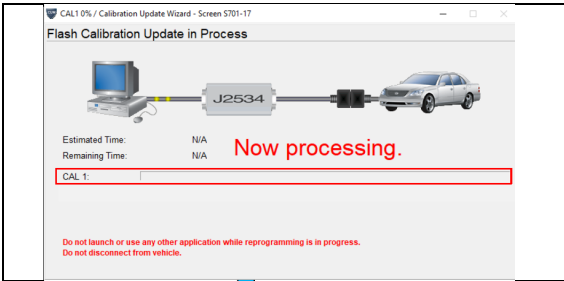 CAL1 0% / Calibration Update Wizard - Screen S701-17
Flash Calibration Update in Process
J2534
Estimated Time: N/A
Remaining Time: N/A
Now processing.
CAL 1:
Do not launch or use any other application while reprogramming is in progress.
Do not disconnect from vehicle.